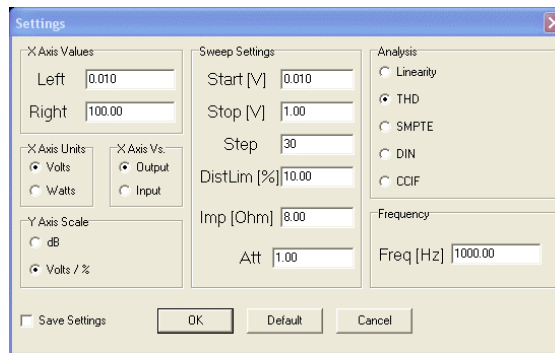 Settings
X Axis Values
Left 0.010
Right 100.00
X Axis Units
Volts
Watts
X Axis Vs.
Output
Input
Y Axis Scale
dB
Volts / %
Sweep Settings
Start [V] 0.010
Stop [V] 1.00
Step 30
DistLim [%] 10.00
Imp [Ohm] 8.00
Att 1.00
Analysis
Linearity
THD
SMPTE
DIN
CCIF
Frequency
Freq [Hz] 1000.00
Save Settings
OK
Default
Cancel